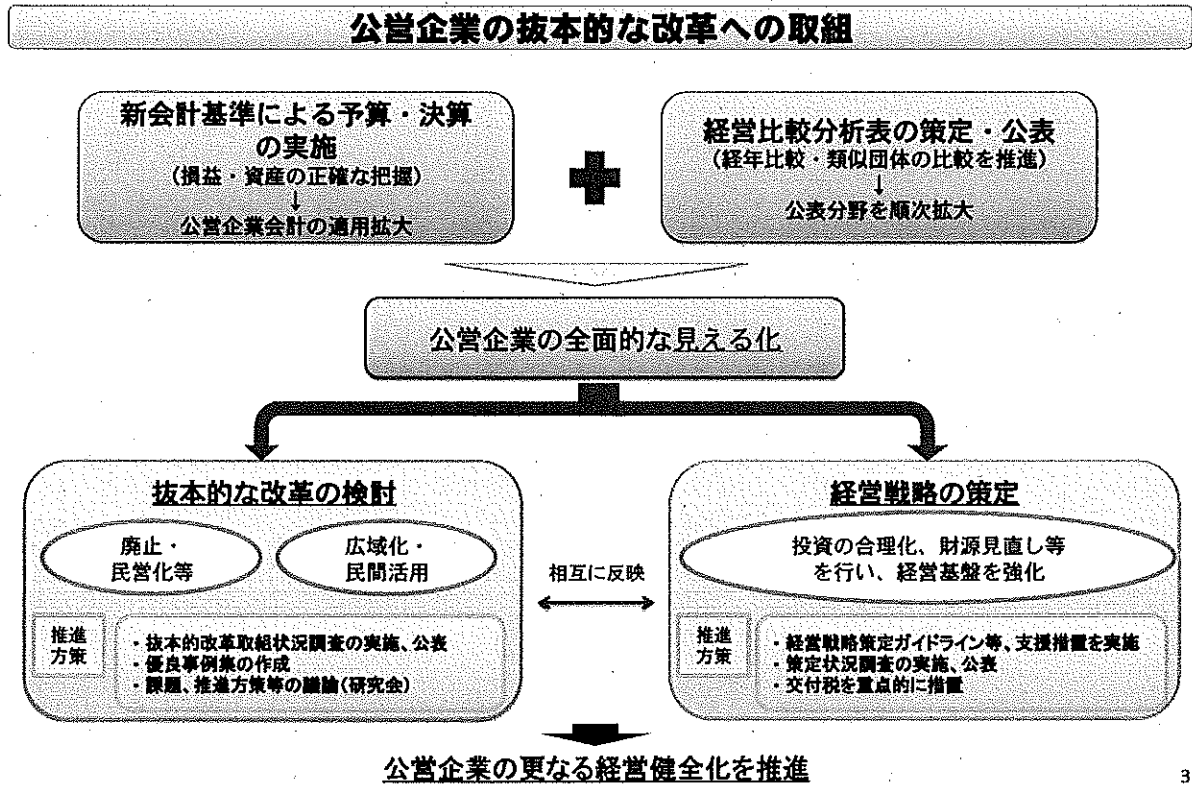 公営企業の抜本的な改革への取組
新会計基準による予算・決算
の実施
(損益・資産の正確な把握)
↓
公営企業会計の適用拡大
経営比較分析表の策定・公表
(経年比較・類似団体の比較を推進)
↓
公表分野を順次拡大
公営企業の全面的な見える化
抜本的な改革の検討
廃止・
民営化等
広域化・
民間活用
推進
方策
・抜本的改革取組状況調査の実施、公表
・優良事例集の作成
・課題、推進方策等の議論(研究会)
相互に反映
経営戦略の策定
投資の合理化、財源見直し等
を行い、経営基盤を強化
推進
方策
・経営戦略策定ガイドライン等、支援措置を実施
・策定状況調査の実施、公表
・交付税を重点的に措置
公営企業の更なる経営健全化を推進
3